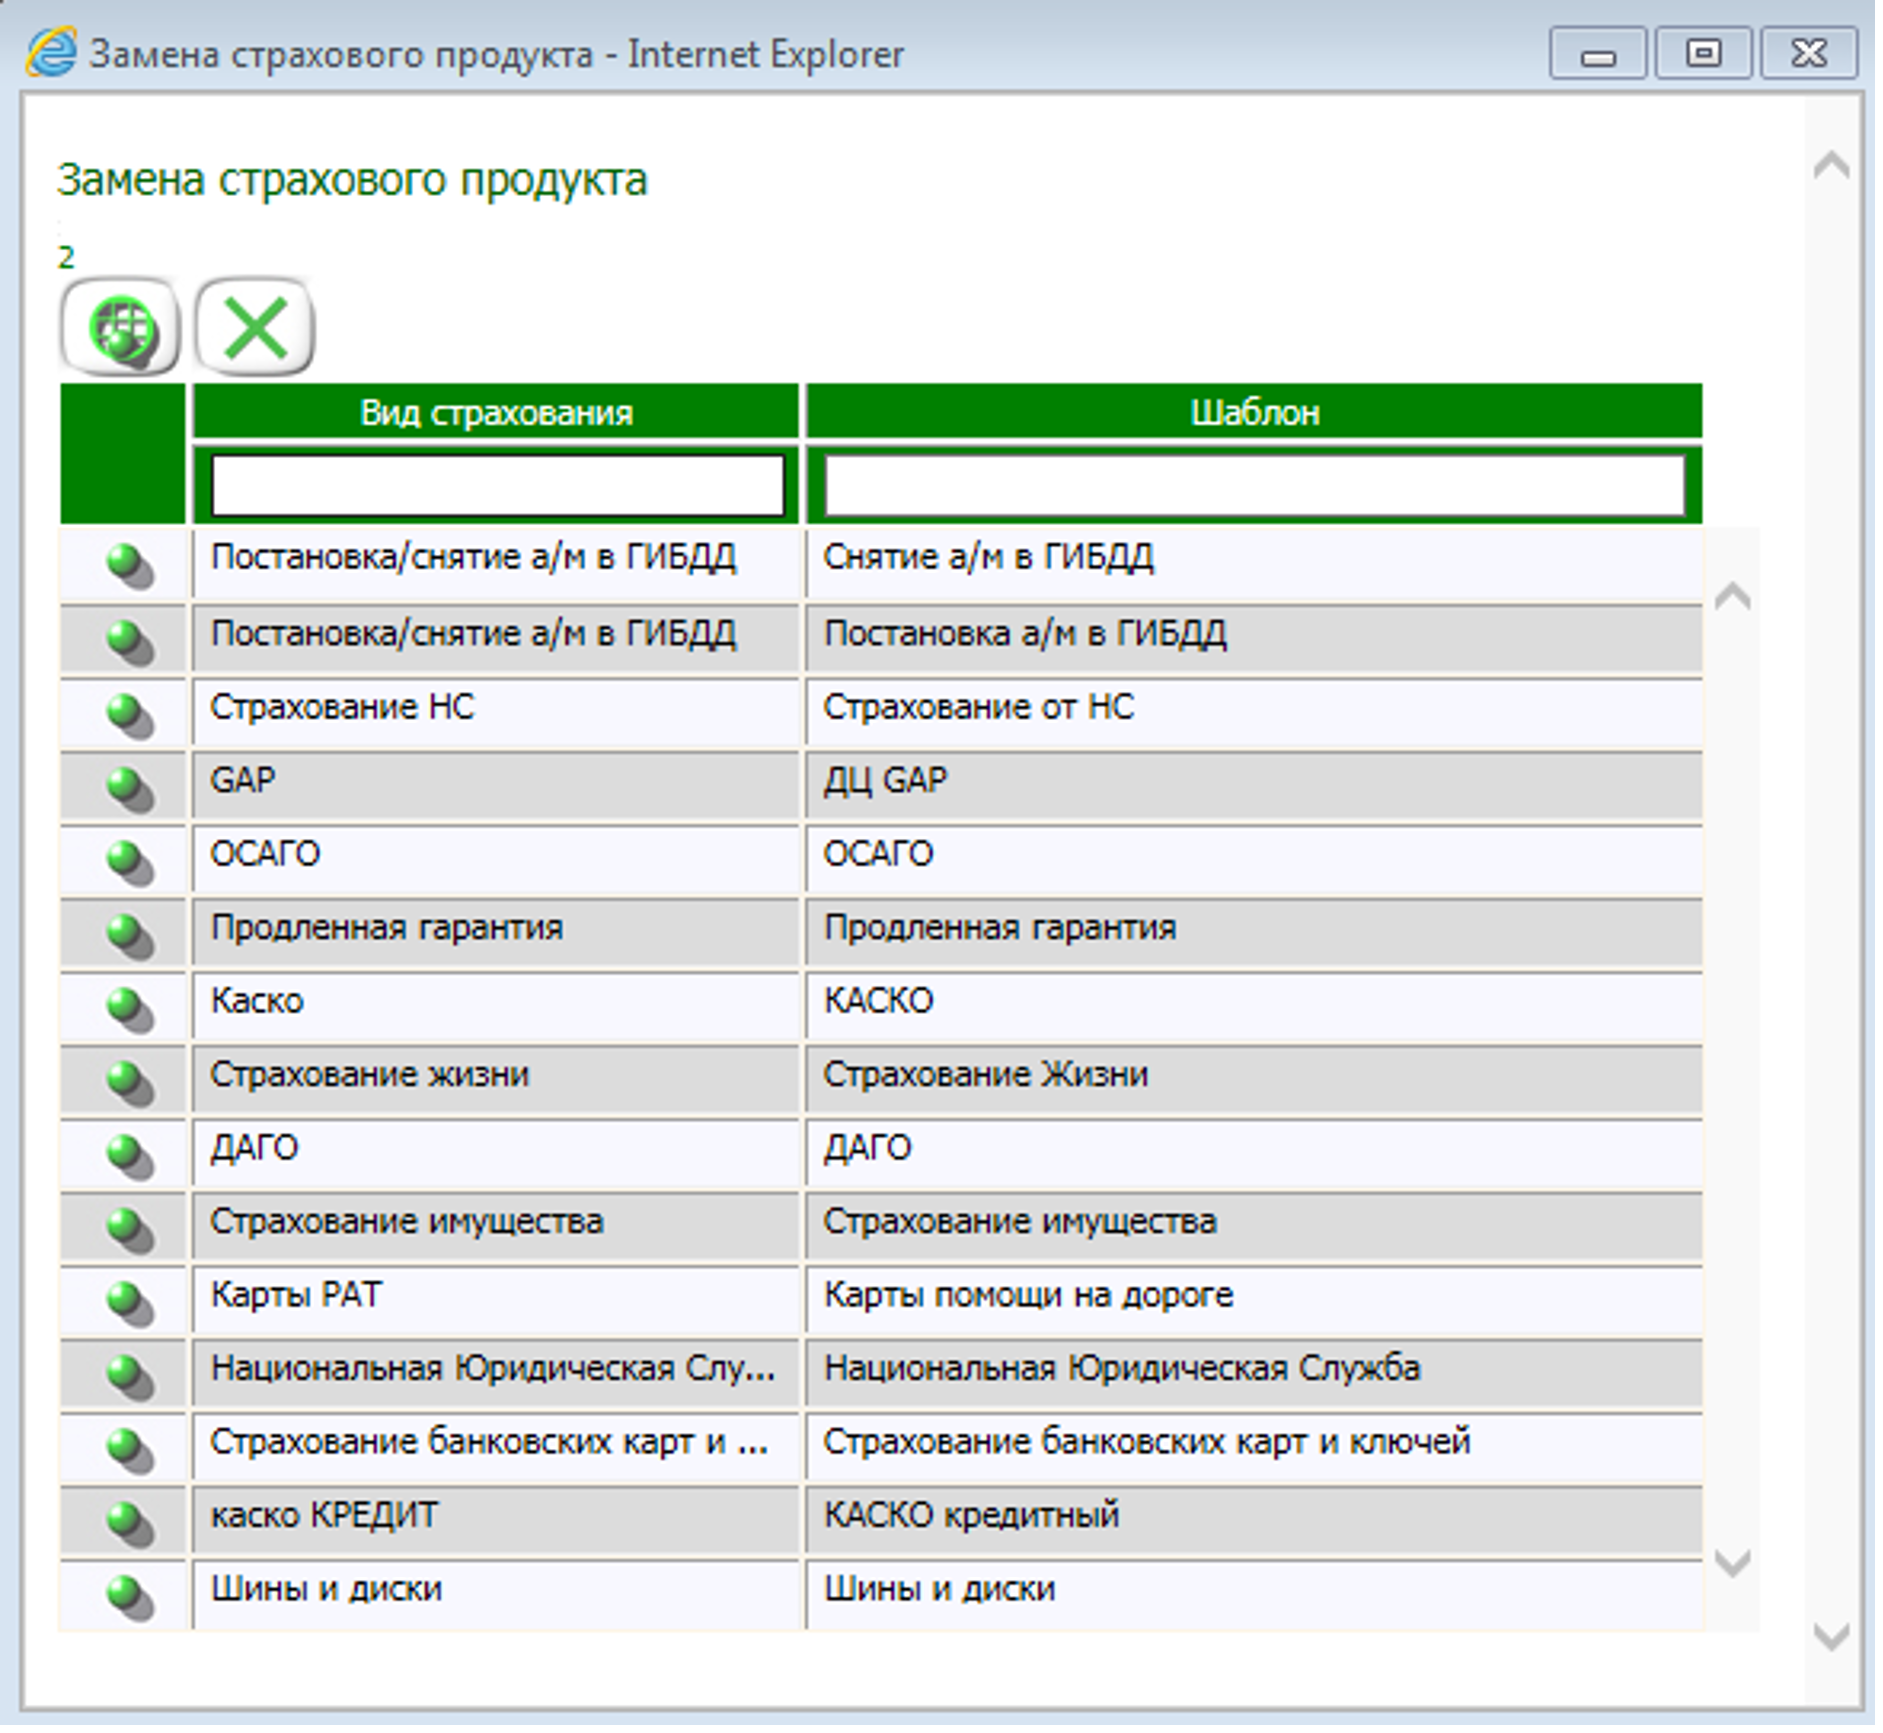 Замена страхового продукта - Internet Explorer
Замена страхового продукта
2
Вид страхования Шаблон
Постановка/снятие а/м в ГИБДД Снятие а/м в ГИБДД
Постановка/снятие а/м в ГИБДД Постановка а/м в ГИБДД
Страхование НС Страхование от НС
GAP ДЦ GAP
ОСАГО ОСАГО
Продленная гарантия Продленная гарантия
Каско КАСКО
Страхование жизни Страхование Жизни
ДАГО ДАГО
Страхование имущества Страхование имущества
Карты РАТ Карты помощи на дороге
Национальная Юридическая Слу... Национальная Юридическая Служба
Страхование банковских карт и ... Страхование банковских карт и ключей
каско КРЕДИТ КАСКО кредитный
Шины и диски Шины и диски